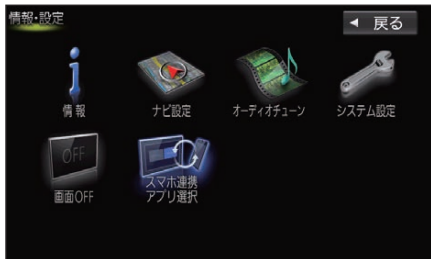 情報・設定
◀ 戻る
情報
ナビ設定
オーディオチューン
システム設定
OFF
画面OFF
スマホ連携
アプリ選択